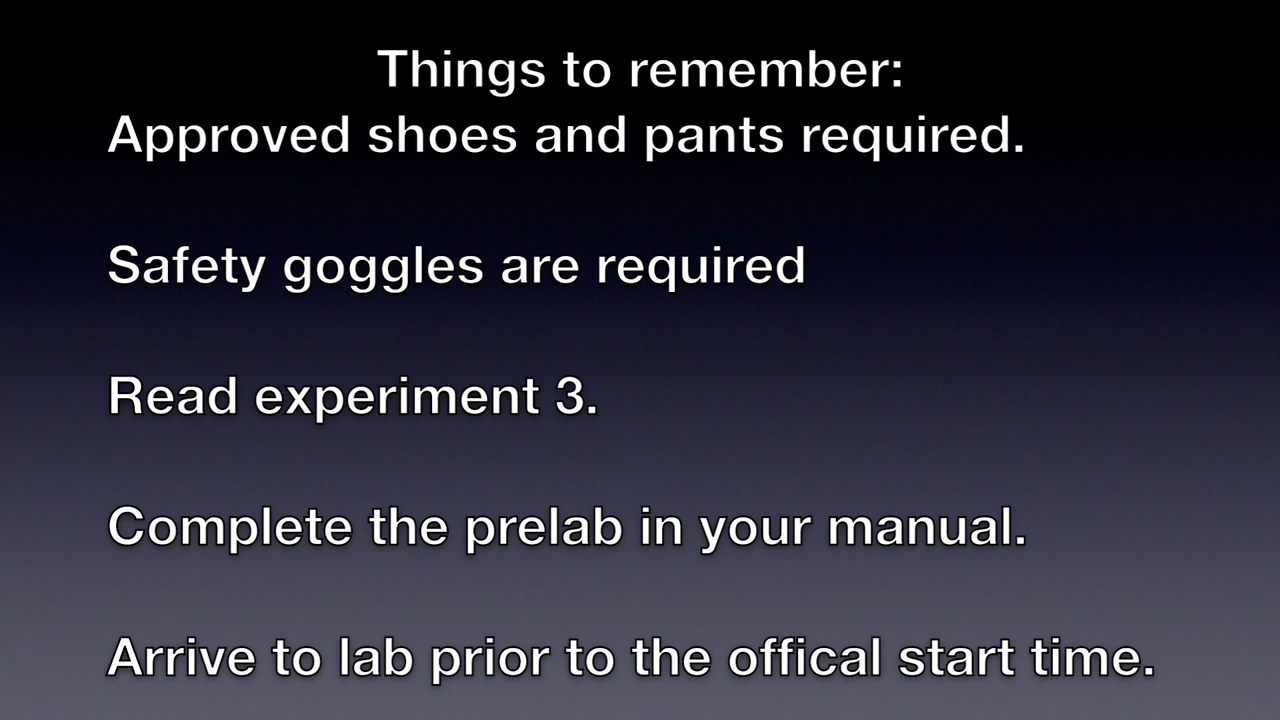 Things to remember:
Approved shoes and pants required.
Safety goggles are required
Read experiment 3.
Complete the prelab in your manual.
Arrive to lab prior to the offical start time.